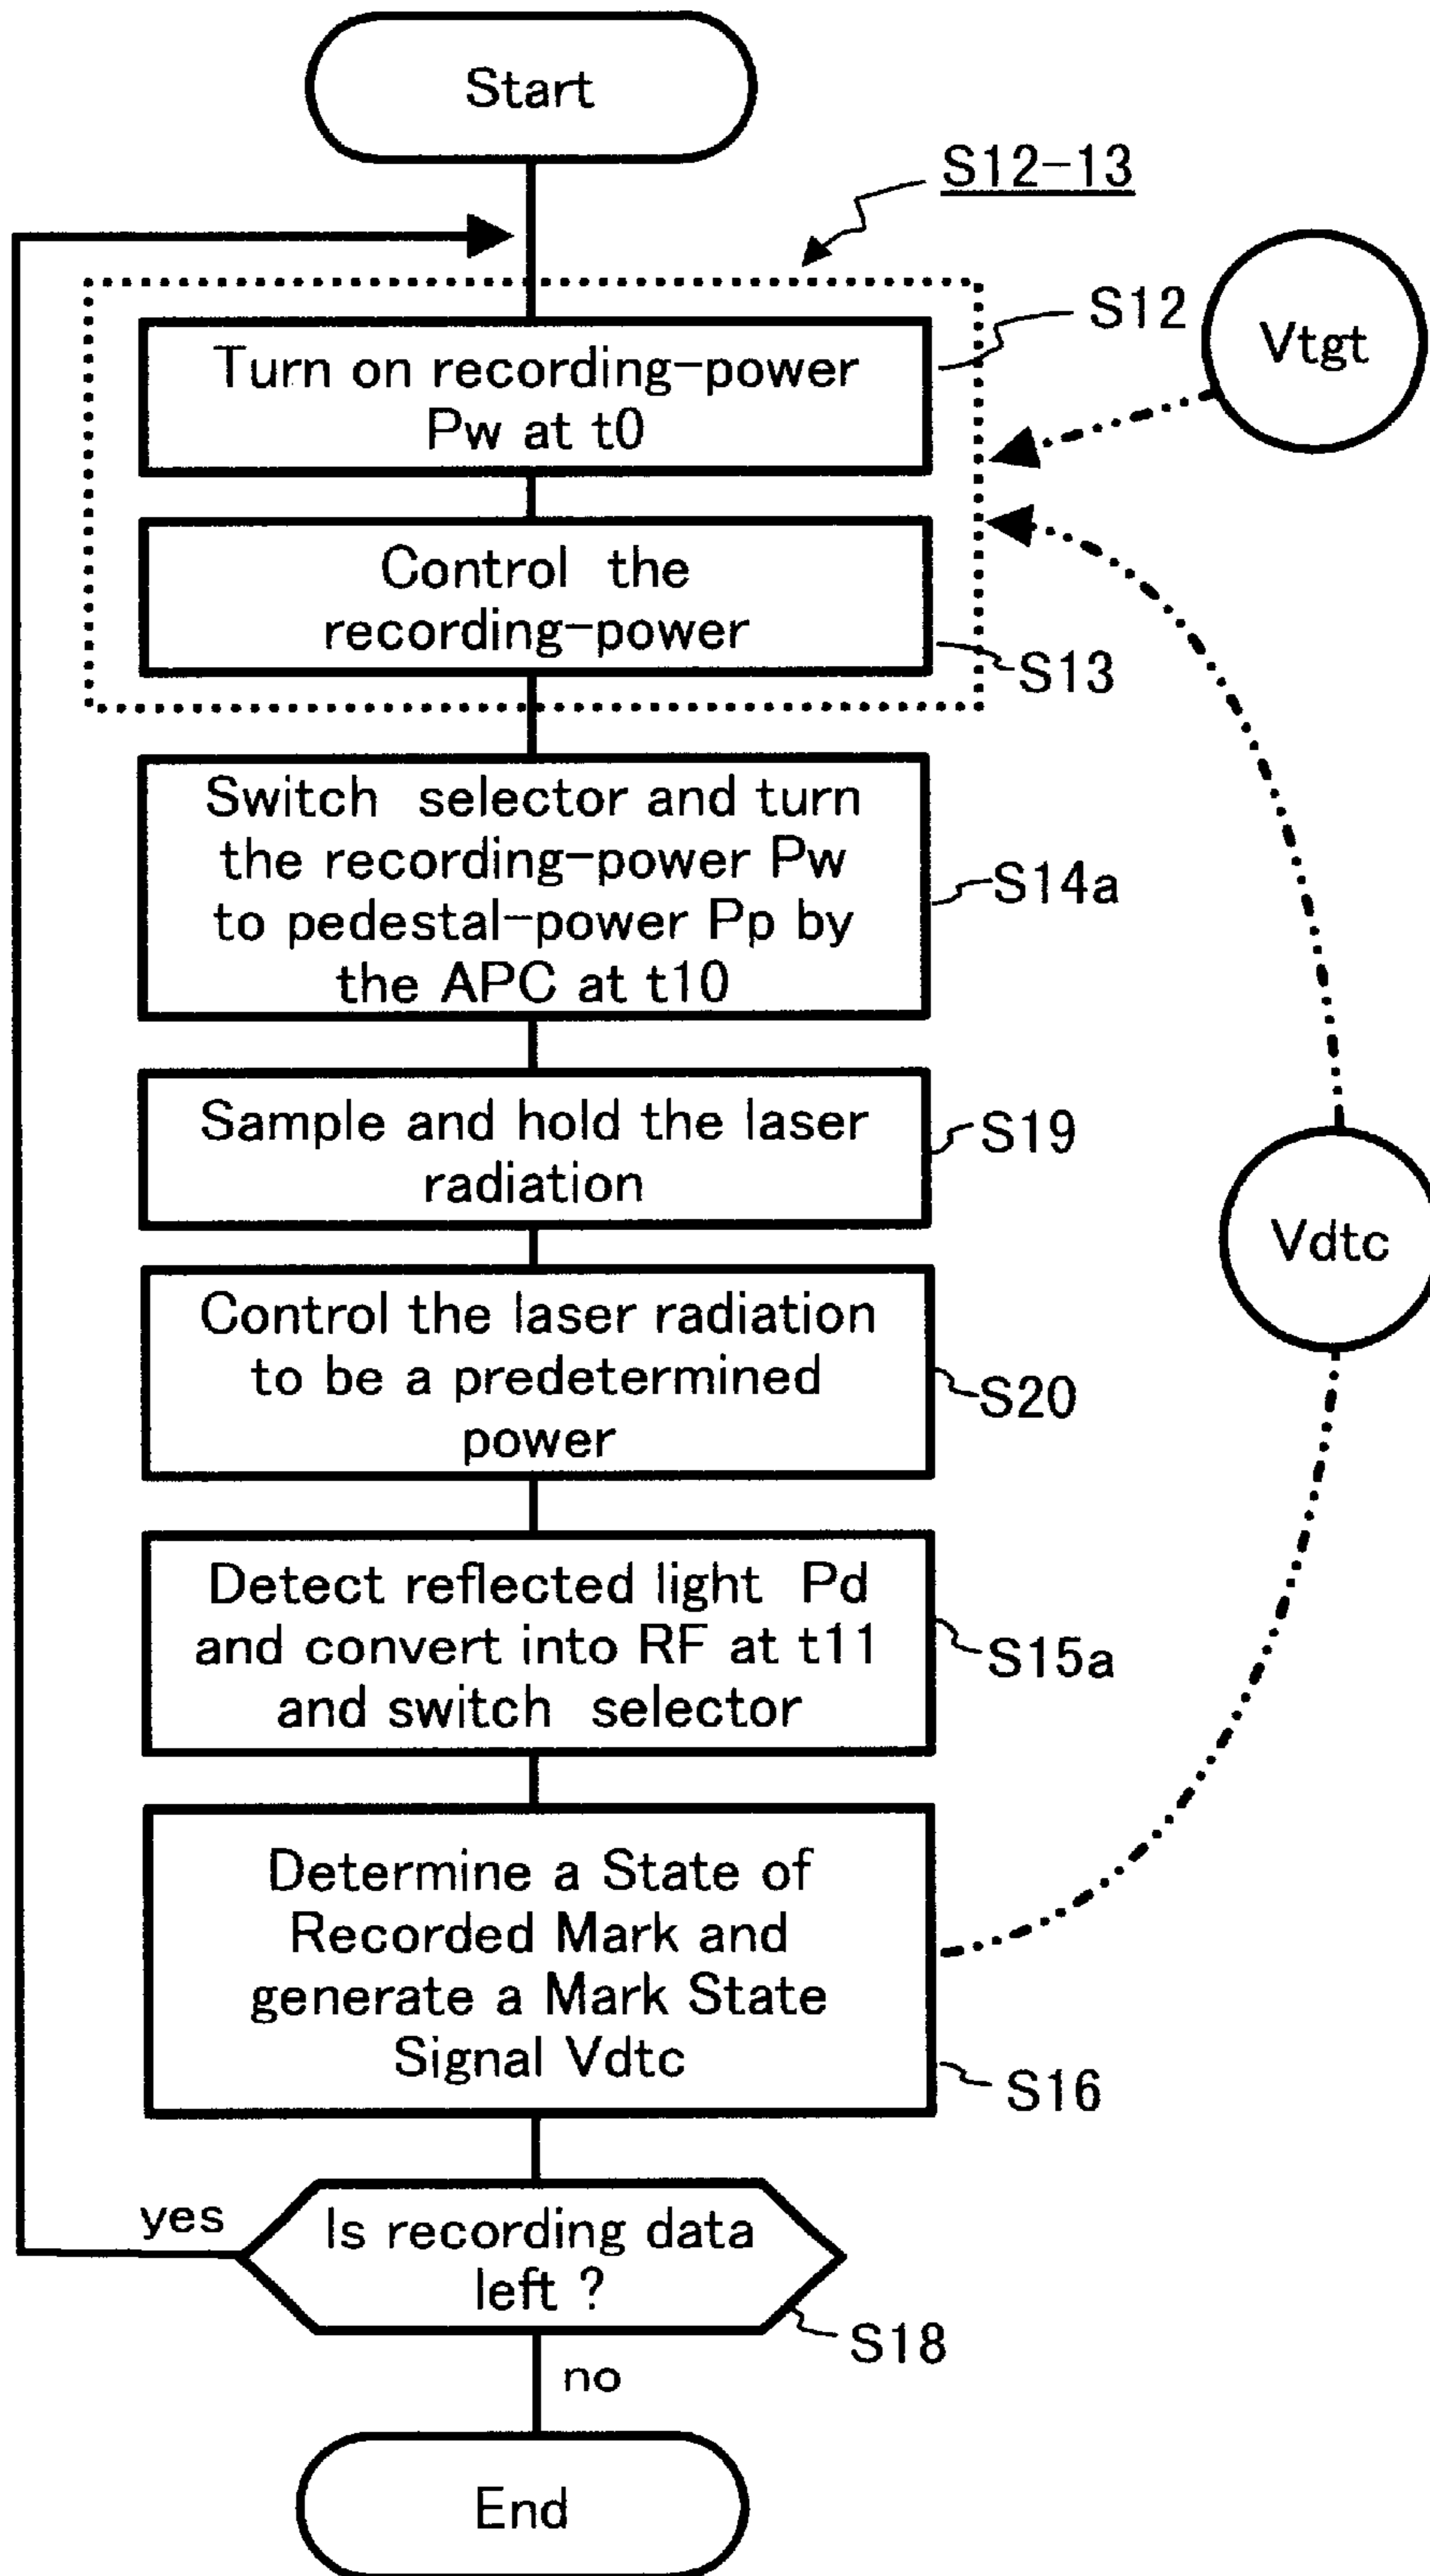 Start
S12-13
Turn on recording-power
Pw at t0
S12
Vtgt
Control the
recording-power
S13
Switch selector and turn
the recording-power Pw
to pedestal-power Pp by
the APC at t10
S14a
Sample and hold the laser
radiation
S19
Vdtc
Control the laser radiation
to be a predetermined
power
S20
Detect reflected light Pd
and convert into RF at t11
and switch selector
S15a
Determine a State of
Recorded Mark and
generate a Mark State
Signal Vdtc
S16
yes
Is recording data
left ?
S18
no
End